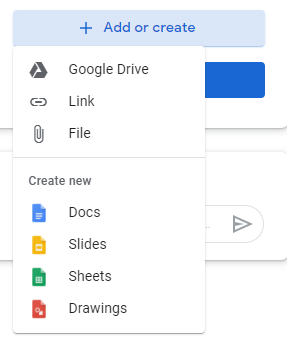 + Add or create
Google Drive
Link
File
Create new
Docs
Slides
Sheets
Drawings